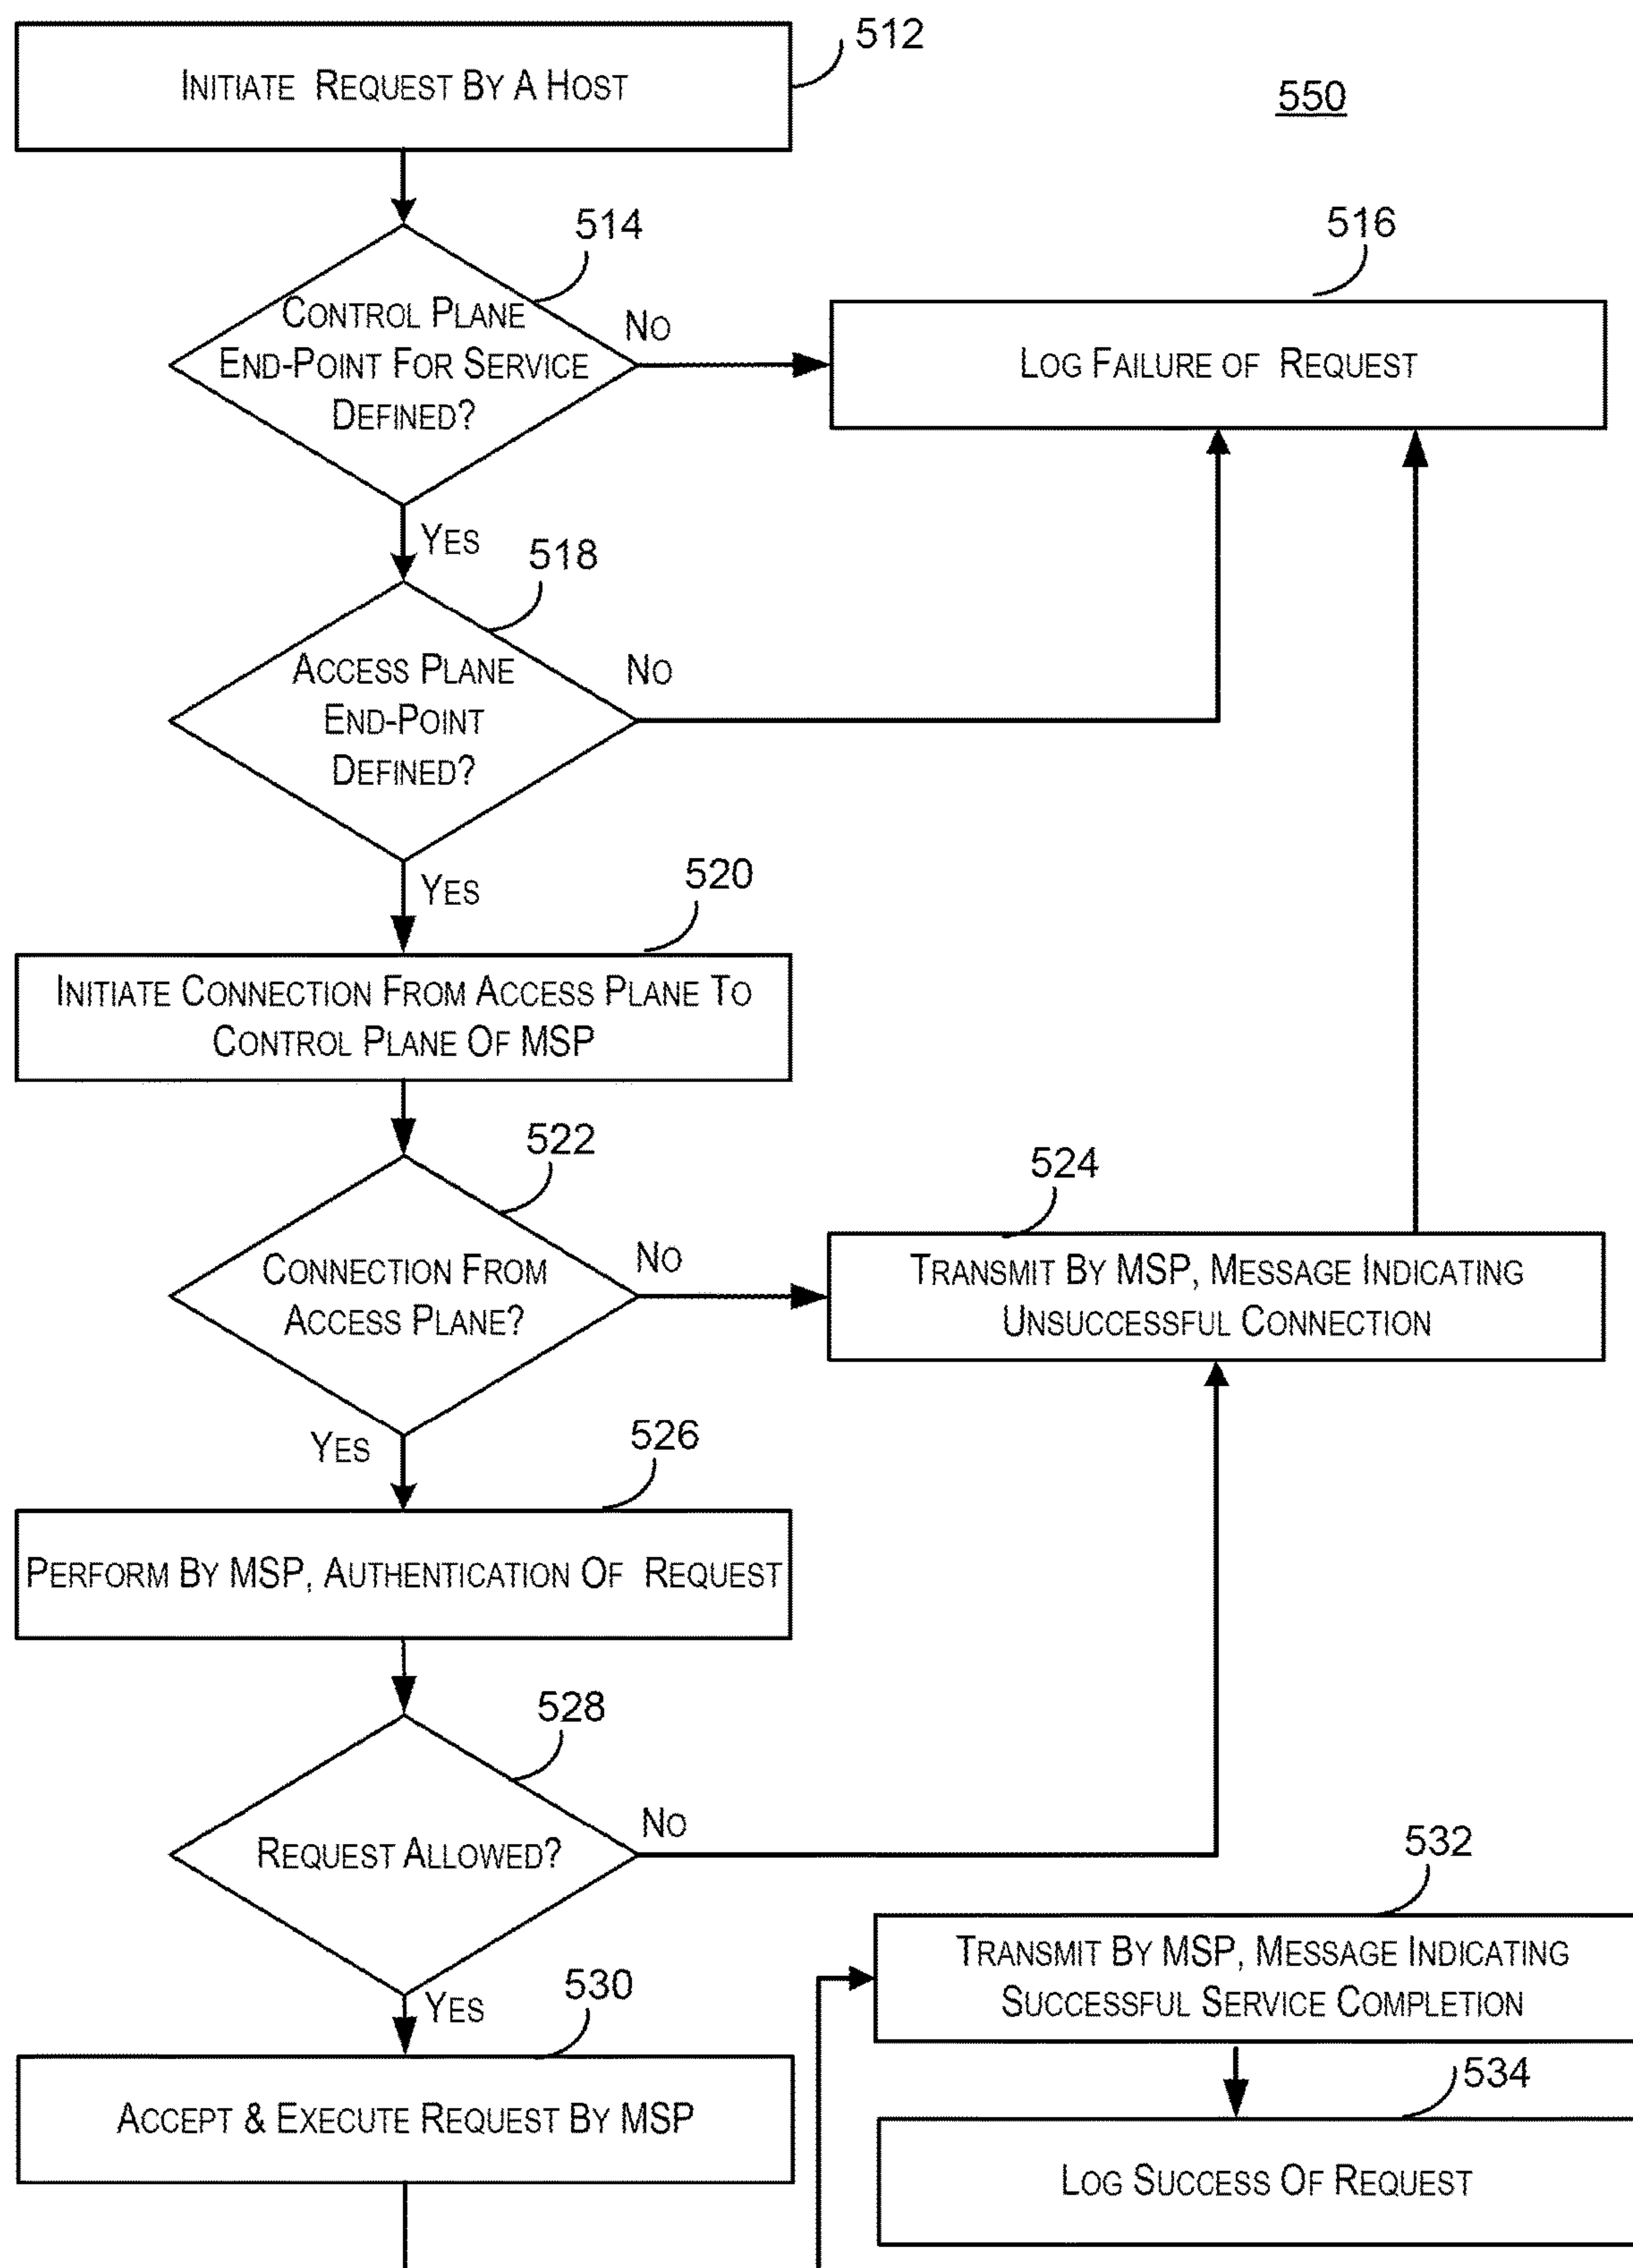 512
INITIATE REQUEST BY A HOST
550
514
516
CONTROL PLANE
END-POINT FOR SERVICE
DEFINED?
NO
LOG FAILURE OF REQUEST
YES
518
ACCESS PLANE
END-POINT
DEFINED?
NO
YES
520
INITIATE CONNECTION FROM ACCESS PLANE TO
CONTROL PLANE OF MSP
522
524
CONNECTION FROM
ACCESS PLANE?
NO
TRANSMIT BY MSP, MESSAGE INDICATING
UNSUCCESSFUL CONNECTION
YES
526
PERFORM BY MSP, AUTHENTICATION OF REQUEST
528
REQUEST ALLOWED?
NO
YES
530
ACCEPT & EXECUTE REQUEST BY MSP
532
TRANSMIT BY MSP, MESSAGE INDICATING
SUCCESSFUL SERVICE COMPLETION
534
LOG SUCCESS OF REQUEST